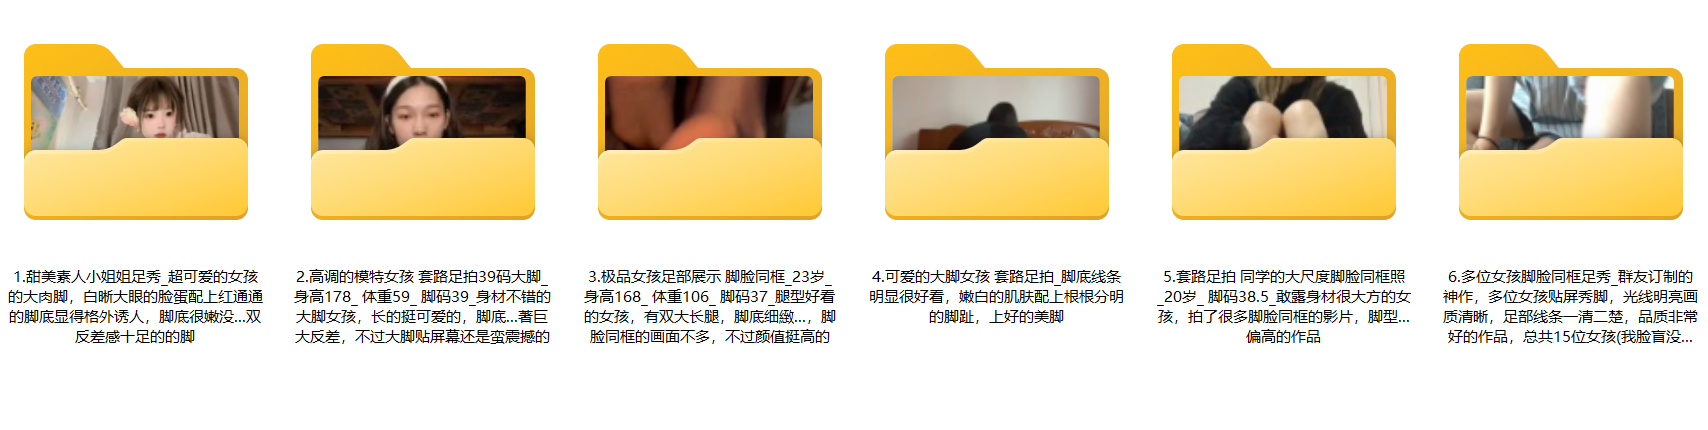 1.甜美素人小姐姐足秀_超可爱的女孩
的大肉脚，白晰大眼的脸蛋配上红通通
的脚底显得格外诱人，脚底很嫩没...双
反差感十足的的脚
2.高调的模特女孩 套路足拍39码大脚_
身高178_ 体重59_ 脚码39_身材不错的
大脚女孩，长的挺可爱的，脚底...著巨
大反差，不过大脚贴屏幕还是蛮震撼的
3.极品女孩足部展示 脚脸同框_23岁_
身高168_ 体重106_ 脚码37_腿型好看
的女孩，有双大长腿，脚底细緻...，脚
脸同框的画面不多，不过颜值挺高的
4.可爱的大脚女孩 套路足拍_脚底线条
明显很好看，嫩白的肌肤配上根根分明
的脚趾，上好的美脚
5.套路足拍 同学的大尺度脚脸同框照
_20岁_ 脚码38.5_敢露身材很大方的女
孩，拍了很多脚脸同框的影片，脚型...
偏高的作品
6.多位女孩脚脸同框足秀_群友订制的
神作，多位女孩贴屏秀脚，光线明亮画
质清晰，足部线条一清二楚，品质非常
好的作品，总共15位女孩(我脸盲没...